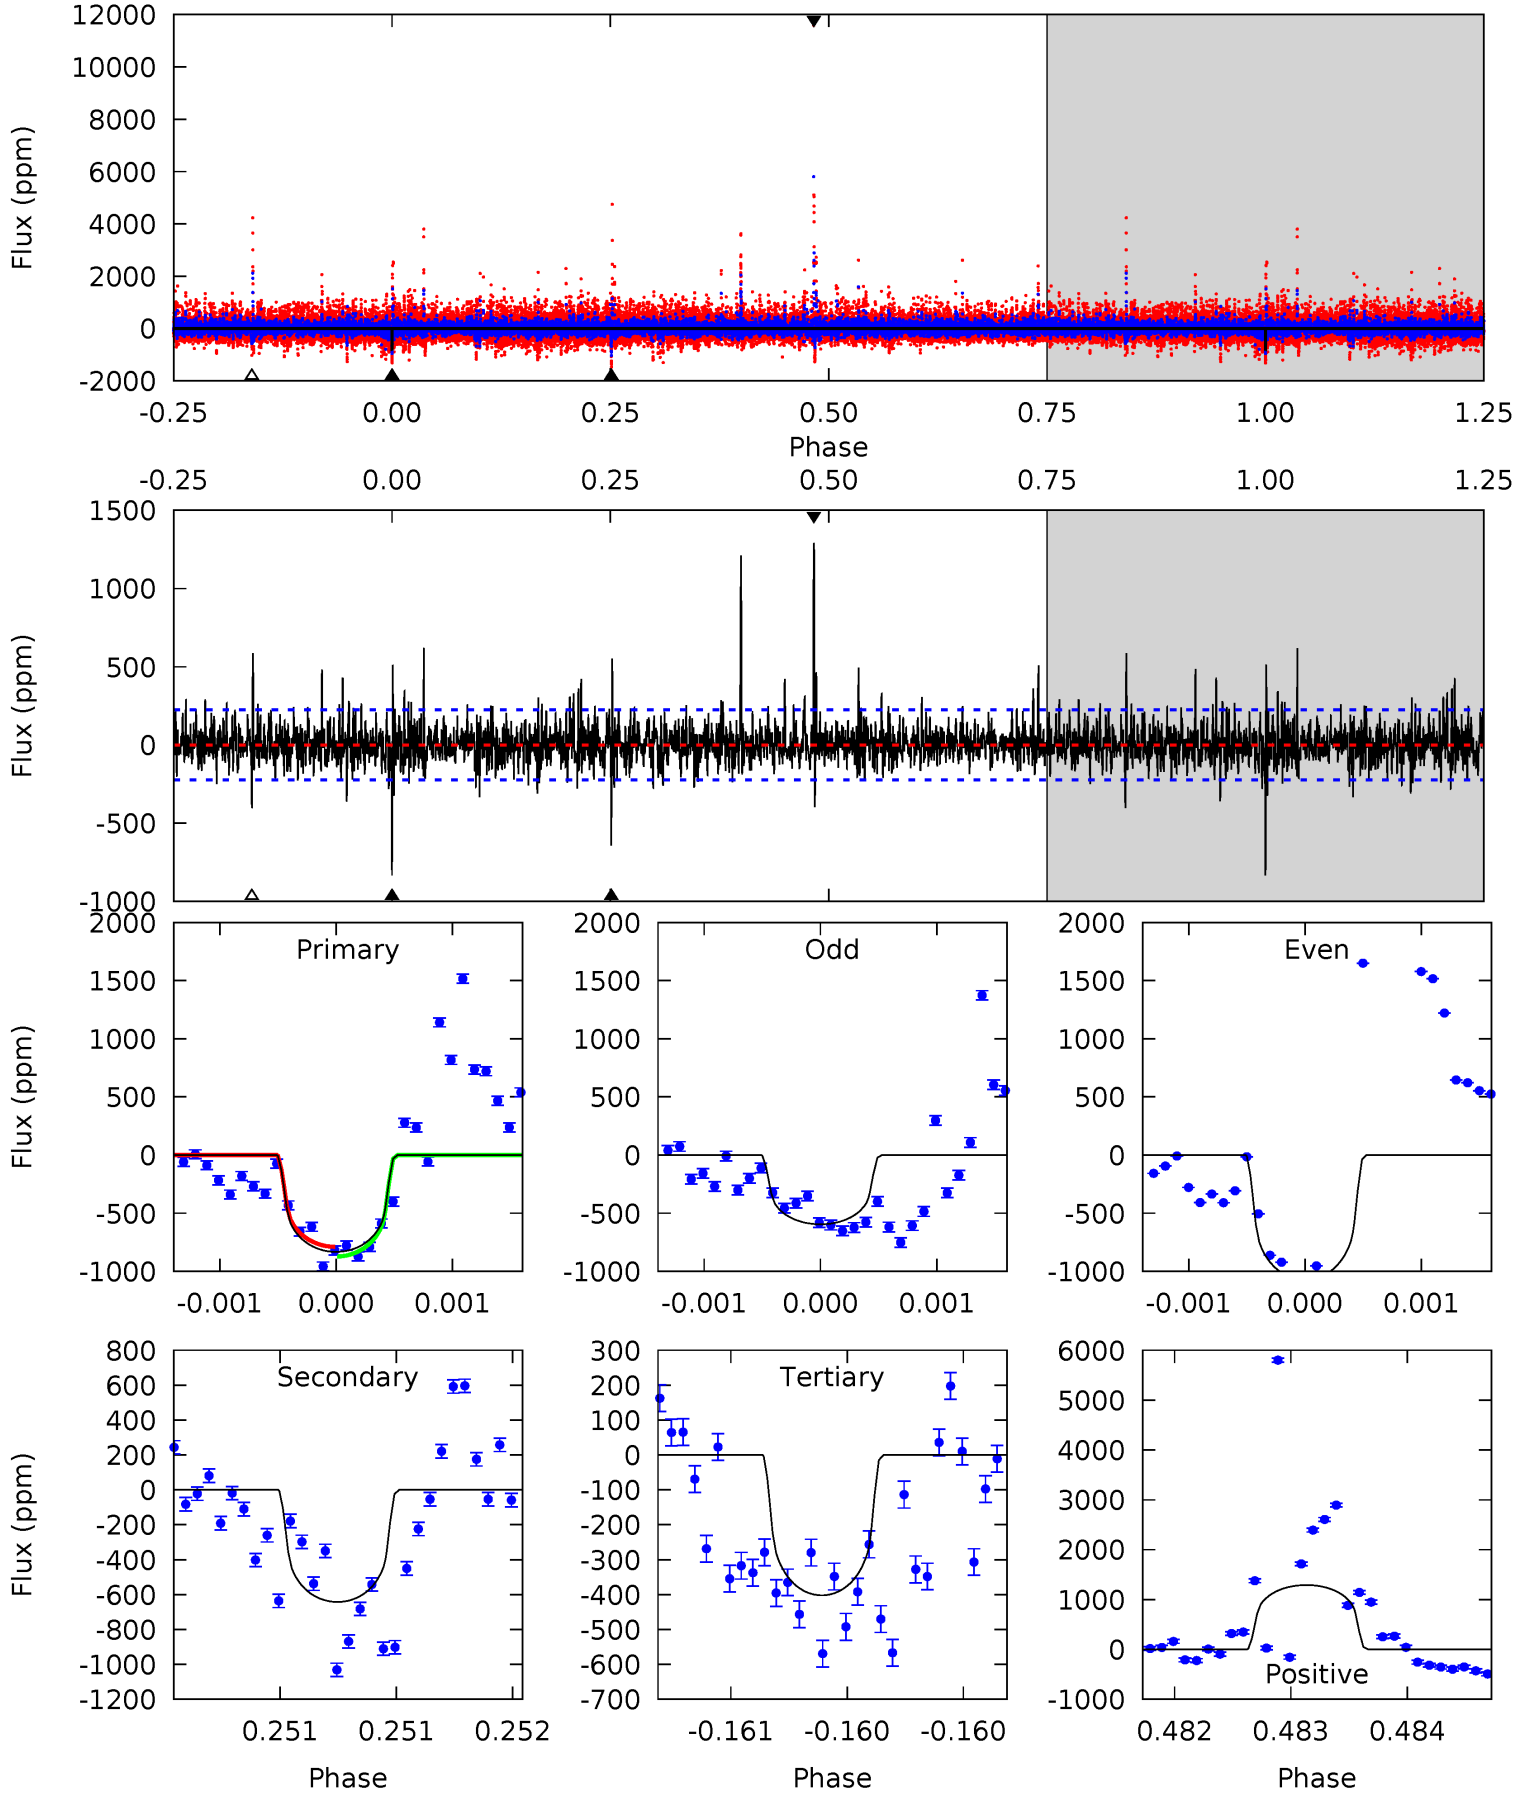 12000
10000
8000
6000
4000
2000
0
-2000
Flux (ppm)
-0.25 0.00 0.25 0.50 0.75 1.00 1.25
Phase
-0.25 0.00 0.25 0.50 0.75 1.00 1.25
1500
1000
500
0
-500
-1000
Flux (ppm)
Primary
2000
1500
1000
500
0
-500
-1000
Flux (ppm)
-0.001 0.000 0.001
Odd
2000
1500
1000
500
0
-500
-1000
-0.001 0.000 0.001
Even
2000
1500
1000
500
0
-500
-1000
-0.001 0.000 0.001
Secondary
800
600
400
200
0
-200
-400
-600
-800
-1000
-1200
Flux (ppm)
0.251 0.251 0.252
Phase
Tertiary
300
200
100
0
-100
-200
-300
-400
-500
-600
-700
-0.161 -0.160 -0.160
Phase
Positive
6000
5000
4000
3000
2000
1000
0
-1000
0.482 0.483 0.484
Phase